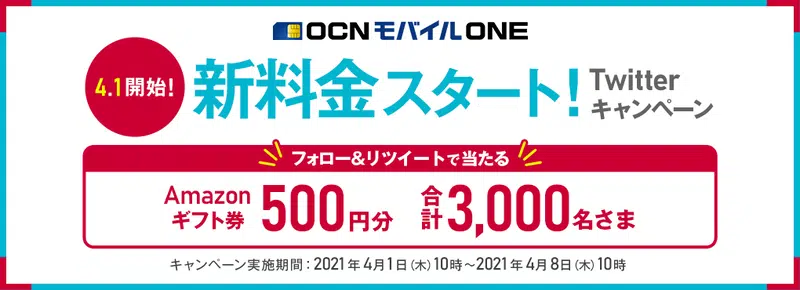 OCN モバイル ONE
4.1開始!
新料金スタート!
Twitter
キャンペーン
フォロー&リツイートで当たる
Amazon
ギフト券
500円分
合計3,000名さま
キャンペーン実施期間:2021年4月1日(木)10時~2021年4月8日(木)10時